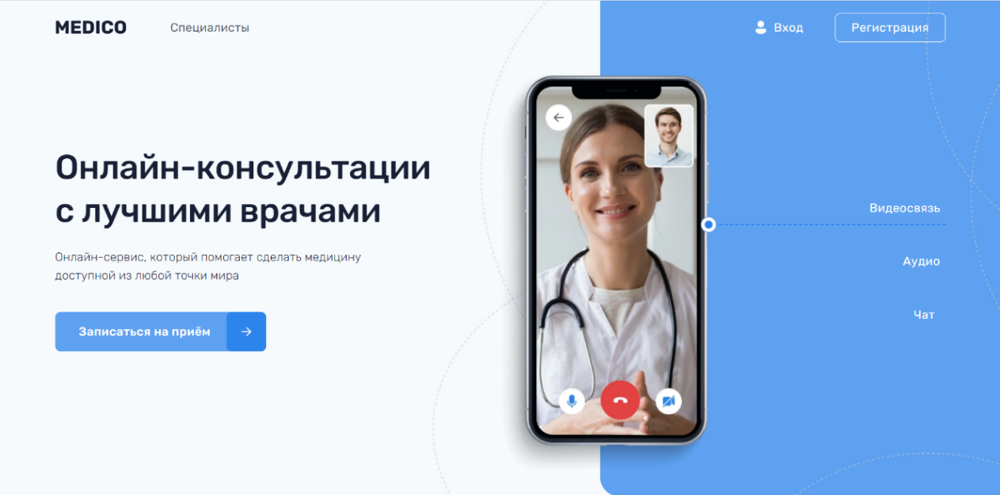 MEDICO
Специалисты
Вход
Регистрация
Онлайн-консультации
с лучшими врачами
Онлайн-сервис, который помогает сделать медицину
доступной из любой точки мира
Записаться на приём
Видеосвязь
Аудио
Чат